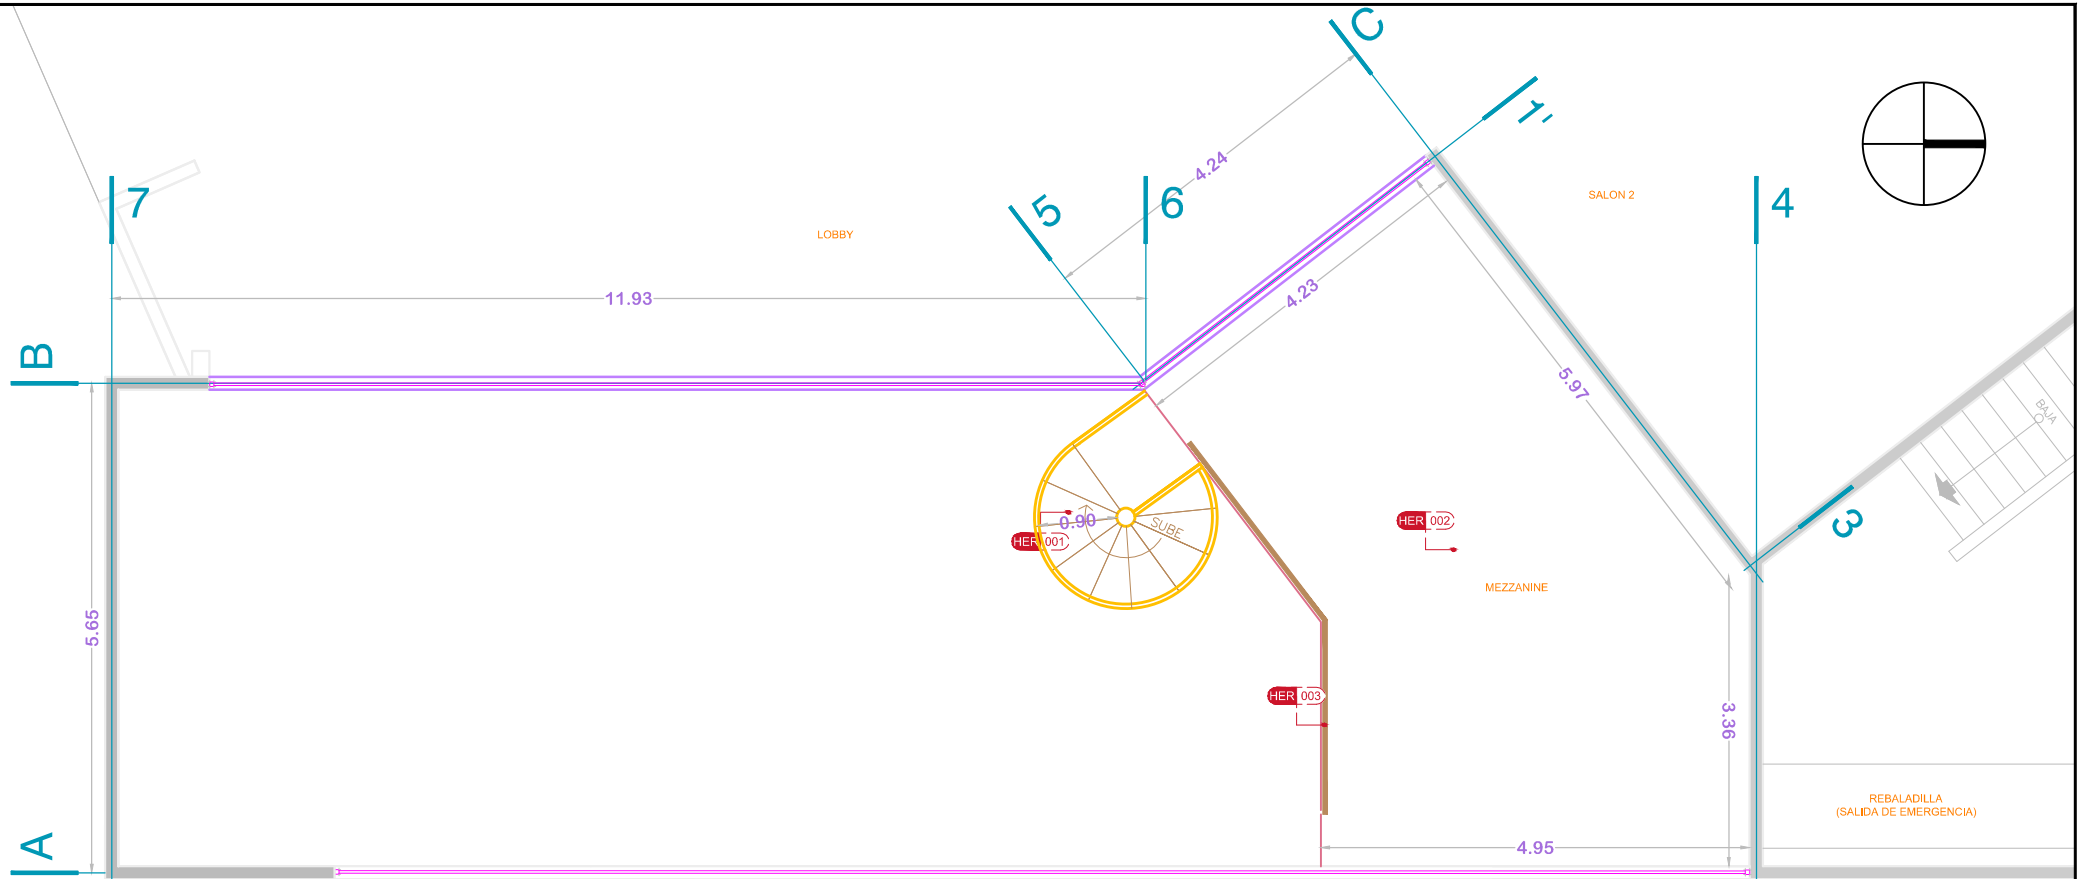 C
1'
4.24
7
5
6
SALON 2
4
LOBBY
11.93
4.23
B
5.97
BAJA
0.90
SUBE
HER 001
HER 002
3
MEZZANINE
5.65
HER 003
3.36
REBALADILLA
(SALIDA DE EMERGENCIA)
4.95
A